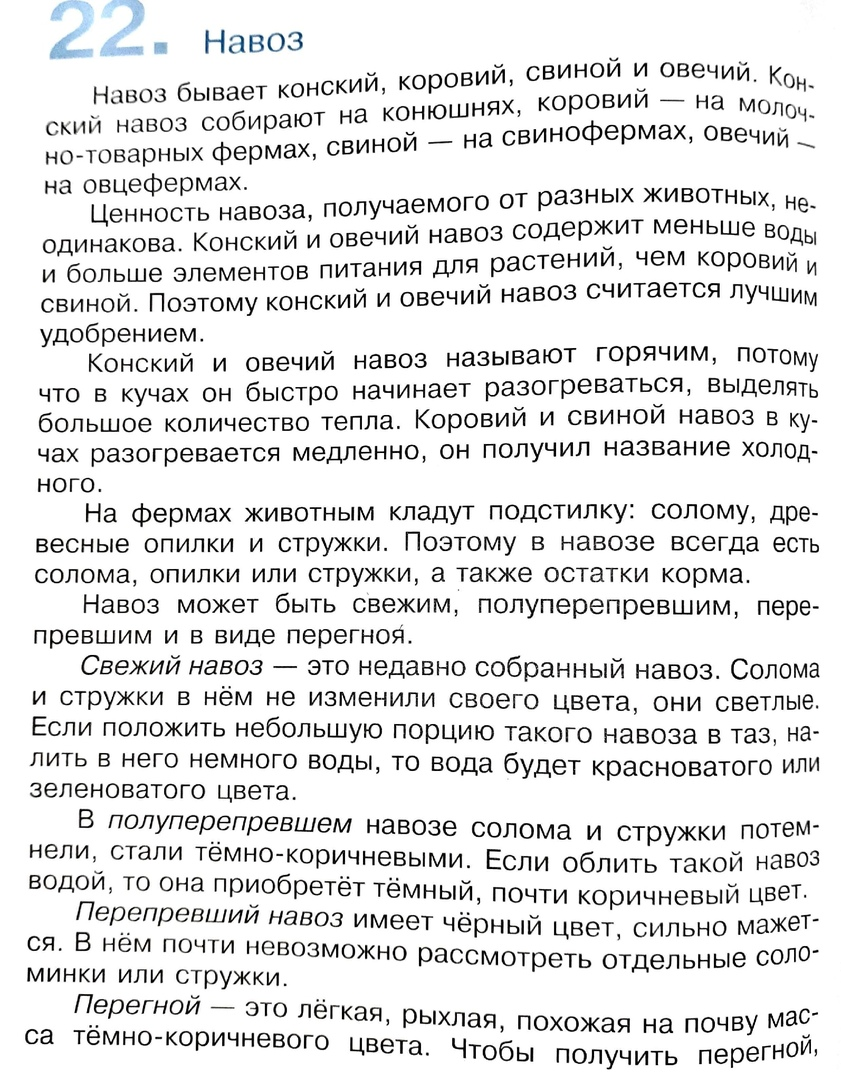 22. Навоз
Навоз бывает конский, коровий, свиной и овечий. Кон-
ский навоз собирают на конюшнях, коровий — на молоч-
но-товарных фермах, свиной — на свинофермах, овечий —
на овцефермах.
Ценность навоза, получаемого от разных животных, не-
одинакова. Конский и овечий навоз содержит меньше воды
и больше элементов питания для растений, чем коровий и
свиной. Поэтому конский и овечий навоз считается лучшим
удобрением.
Конский и овечий навоз называют горячим, потому
что в кучах он быстро начинает разогреваться, выделять
большое количество тепла. Коровий и свиной навоз в ку-
чах разогревается медленно, он получил название холод-
ного.
На фермах животным кладут подстилку: солому, дре-
весные опилки и стружки. Поэтому в навозе всегда есть
солома, опилки или стружки, а также остатки корма.
Навоз может быть свежим, полуперепревшим, пере-
превшим и в виде перегноя.
Свежий навоз — это недавно собранный навоз. Солома
и стружки в нём не изменили своего цвета, они светлые.
Если положить небольшую порцию такого навоза в таз, на-
лить в него немного воды, то вода будет красноватого или
зеленоватого цвета.
В полуперепревшем навозе солома и стружки потем-
нели, стали тёмно-коричневыми. Если облить такой навоз
водой, то она приобретёт тёмный, почти коричневый цвет.
Перепревший навоз имеет чёрный цвет, сильно мажет-
ся. В нём почти невозможно рассмотреть отдельные соло-
минки или стружки.
Перегной — это лёгкая, рыхлая, похожая на почву мас-
са тёмно-коричневого цвета. Чтобы получить перегной,